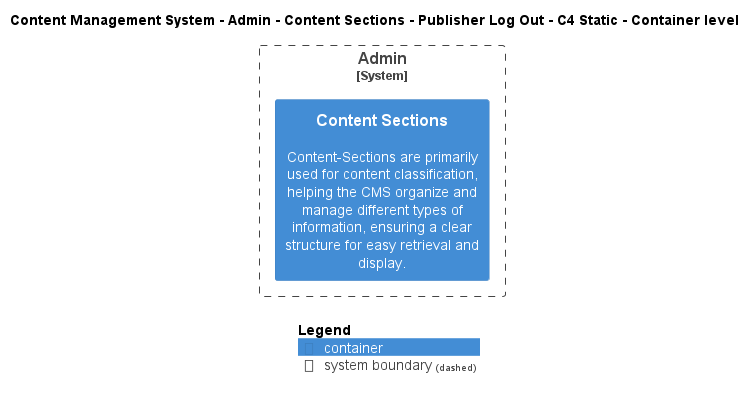 Content Management System - Admin - Content Sections - Publisher Log Out - C4 Static - Container level
Admin
[System]
Content Sections
Content-Sections are primarily
used for content classification,
helping the CMS organize and
manage different types of
information, ensuring a clear
structure for easy retrieval and
display.
Legend
container
system boundary (dashed)